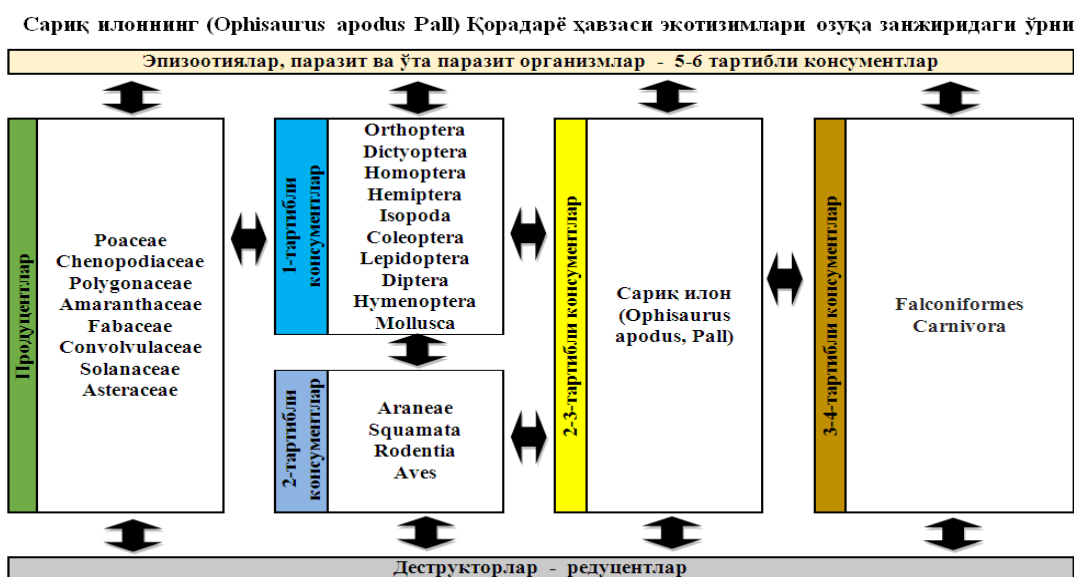 Сариқ илоннинг (Ophisaurus apodus Pall) Қорадарё ҳавзаси экотизимлари озуқа занжиридаги ўрни
Эпизоотиялар, паразит ва ўта паразит организмлар - 5-6 тартибли консументлар
Продуцентлар
Poaceae
Chenopodiaceae
Polygonaceae
Amaranthaceae
Fabaceae
Convolvulaceae
Solanaceae
Asteraceae
1-тартибли
консументлар
Orthoptera
Dictyoptera
Homoptera
Hemiptera
Isopoda
Coleoptera
Lepidoptera
Diptera
Hymenoptera
Mollusca
2-тартибли
консументлар
Araneae
Squamata
Rodentia
Aves
2-3-тартибли консументлар
Сариқ илон
(Ophisaurus
apodus, Pall)
3-4-тартибли консументлар
Falconiformes
Carnivora
Деструкторлар - редуцентлар